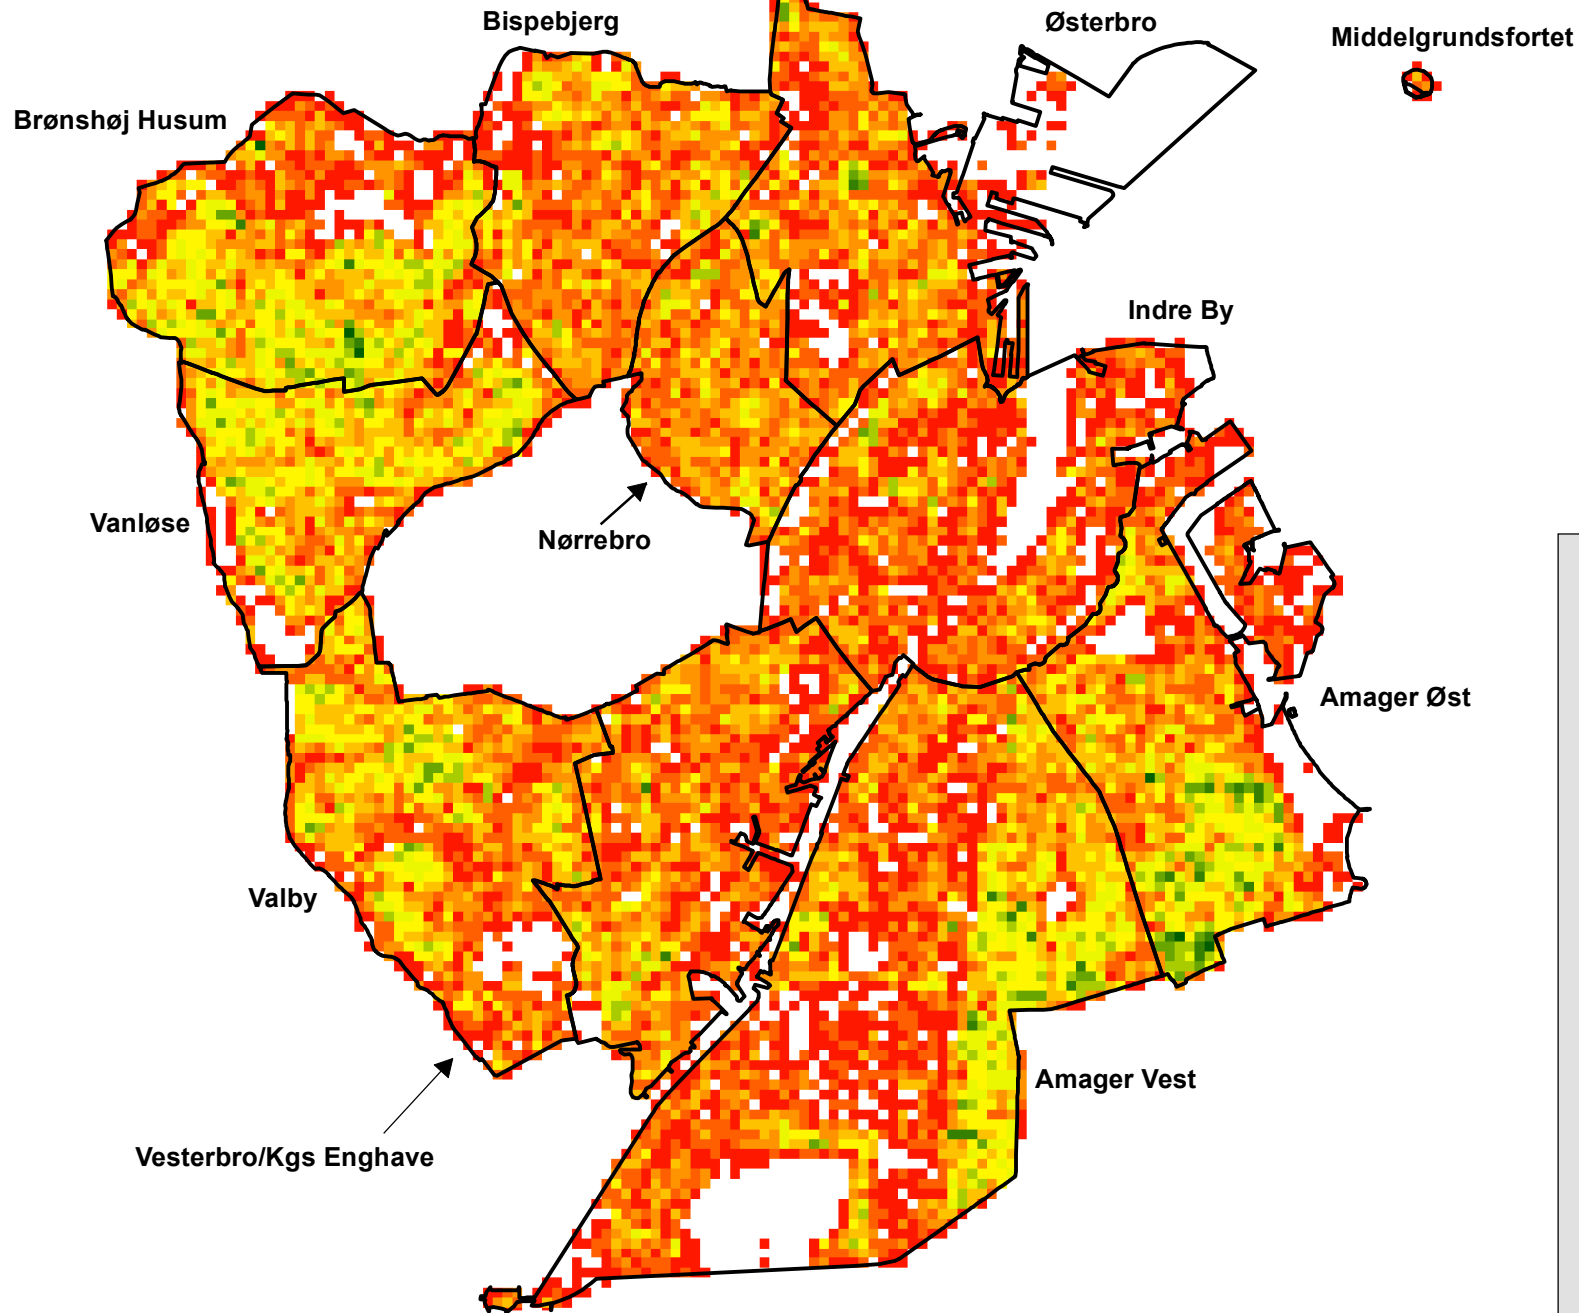 Bispebjerg
Østerbro
Middelgrundsfortet
Brønshøj Husum
Indre By
Vanløse
Nørrebro
Amager Øst
Valby
Amager Vest
Vesterbro/Kgs Enghave